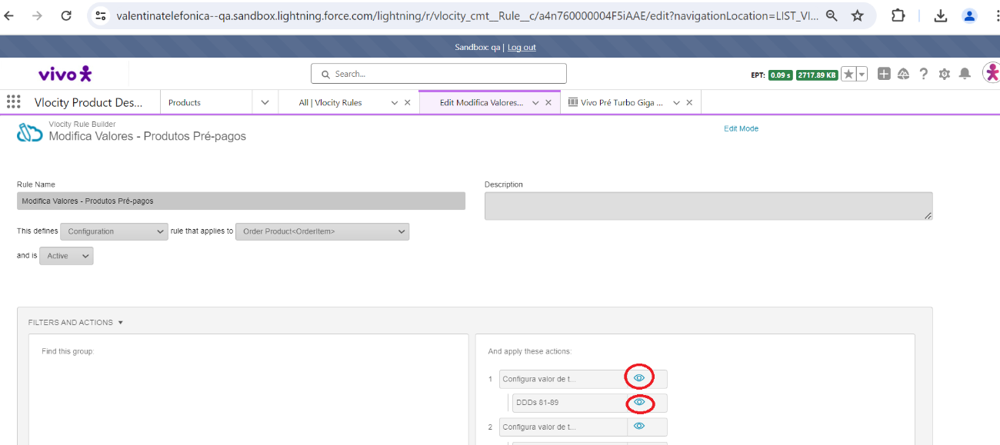 valentinatelefonica--qa.sandbox.lightning.force.com/lightning/r/vlocity_cmt__Rule__c/a4n760000004F5iAAE/edit?navigationLocation=LIST_VI...
Sandbox: qa | Log out
vivo
Search...
EPT: 0.09 s 2717.89 KB
Vlocity Product Des...
Products
All | Vlocity Rules
Edit Modifica Valores...
Vivo Pré Turbo Giga ...
Vlocity Rule Builder
Modifica Valores - Produtos Pré-pagos
Edit Mode
Rule Name
Description
Modifica Valores - Produtos Pré-pagos
This defines Configuration rule that applies to Order Product<OrderItem>
and is Active
FILTERS AND ACTIONS
Find this group:
And apply these actions:
1 Configura valor de t...
DDDs 81-89
2 Configura valor de t...